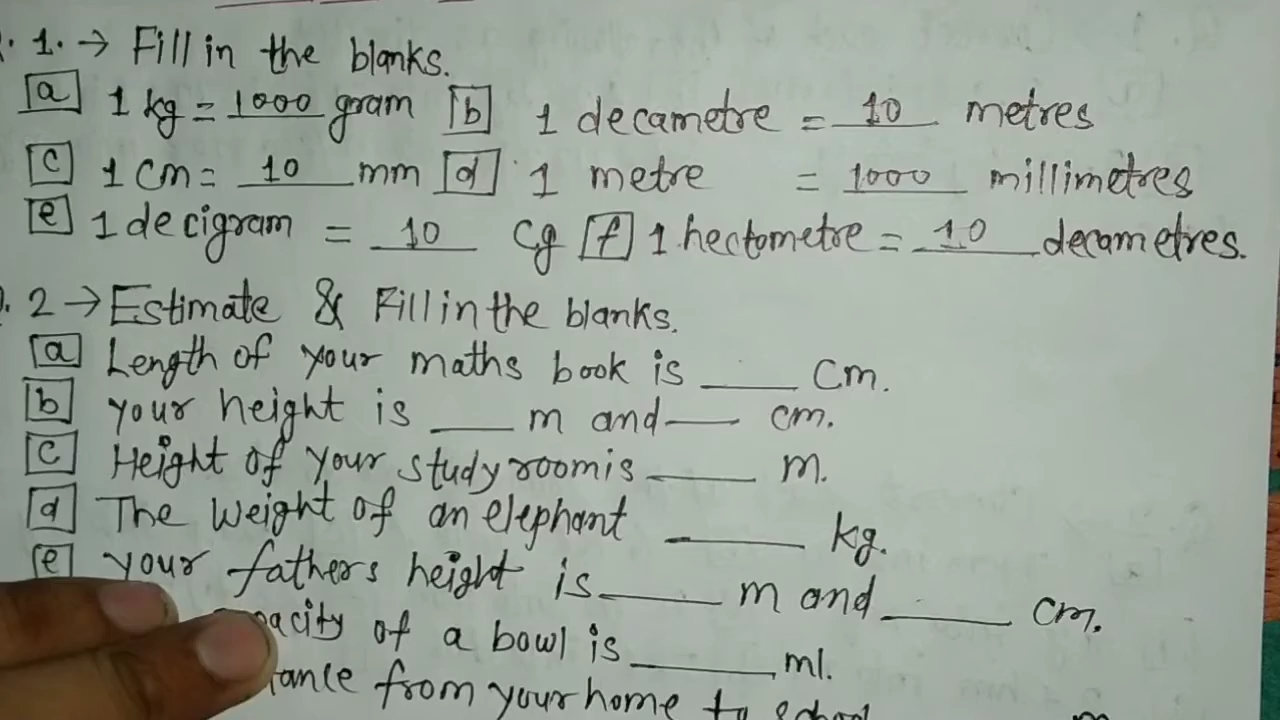 . 1. → Fill in the blanks.
a 1 kg = 1000 gram b 1 decametre = 10 metres
c 1 cm = 10 mm d 1 metre = 1000 millimetres
e 1 decigram = 10 cg f 1 hectometre = 10 decametres.
. 2 → Estimate & Fill in the blanks.
a Length of your maths book is ____ cm.
b your height is ____ m and ____ cm.
c Height of your study room is ____ m.
d The weight of an elephant ____ kg.
e your fathers height is ____ m and ____ cm.
pacity of a bowl is ____ ml.
tance from your home to school m